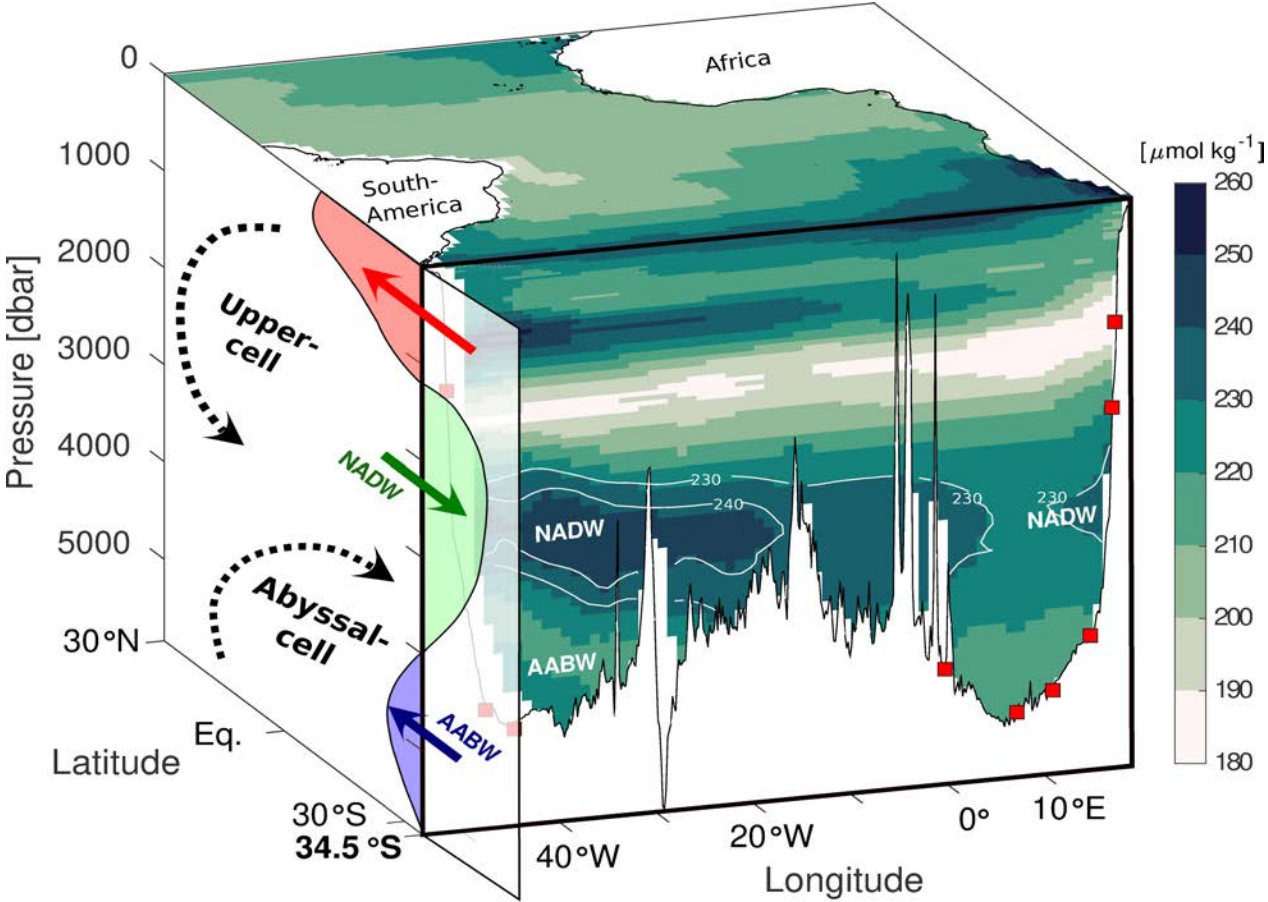 0
1000
2000
3000
4000
5000
Pressure [dbar]
30°N
Eq.
30°S
34.5°S
Latitude
40°W
20°W
0°
10°E
Longitude
Africa
South-
America
Upper-
cell
Abyssal-
cell
NADW
AABW
230
240
NADW
AABW
230
230
NADW
[ μmol kg⁻¹]
260
250
240
230
220
210
200
190
180